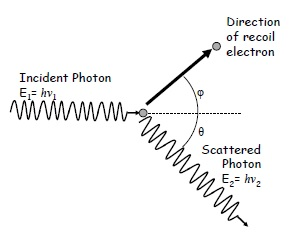 Direction
of recoil
electron
Incident Photon
E₁= hν₁
φ
θ
Scattered
Photon
E₂= hν₂